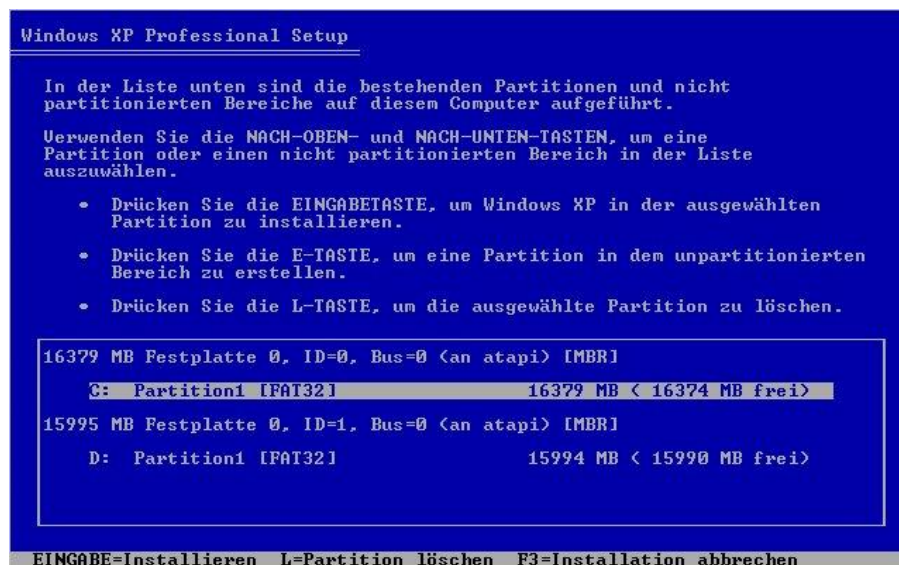 Windows XP Professional Setup
In der Liste unten sind die bestehenden Partitionen und nicht
partitionierten Bereiche auf diesem Computer aufgeführt.
Verwenden Sie die NACH-OBEN- und NACH-UNTEN-TASTEN, um eine
Partition oder einen nicht partitionierten Bereich in der Liste
auszuwählen.
• Drücken Sie die EINGABETASTE, um Windows XP in der ausgewählten
Partition zu installieren.
• Drücken Sie die E-TASTE, um eine Partition in dem unpartitionierten
Bereich zu erstellen.
• Drücken Sie die L-TASTE, um die ausgewählte Partition zu löschen.
16379 MB Festplatte 0, ID=0, Bus=0 (an atapi) [MBR]
C: Partition1 [FAT32] 16379 MB ( 16374 MB frei)
15995 MB Festplatte 0, ID=1, Bus=0 (an atapi) [MBR]
D: Partition1 [FAT32] 15994 MB ( 15990 MB frei)
EINGABE=Installieren L=Partition löschen F3=Installation abbrechen